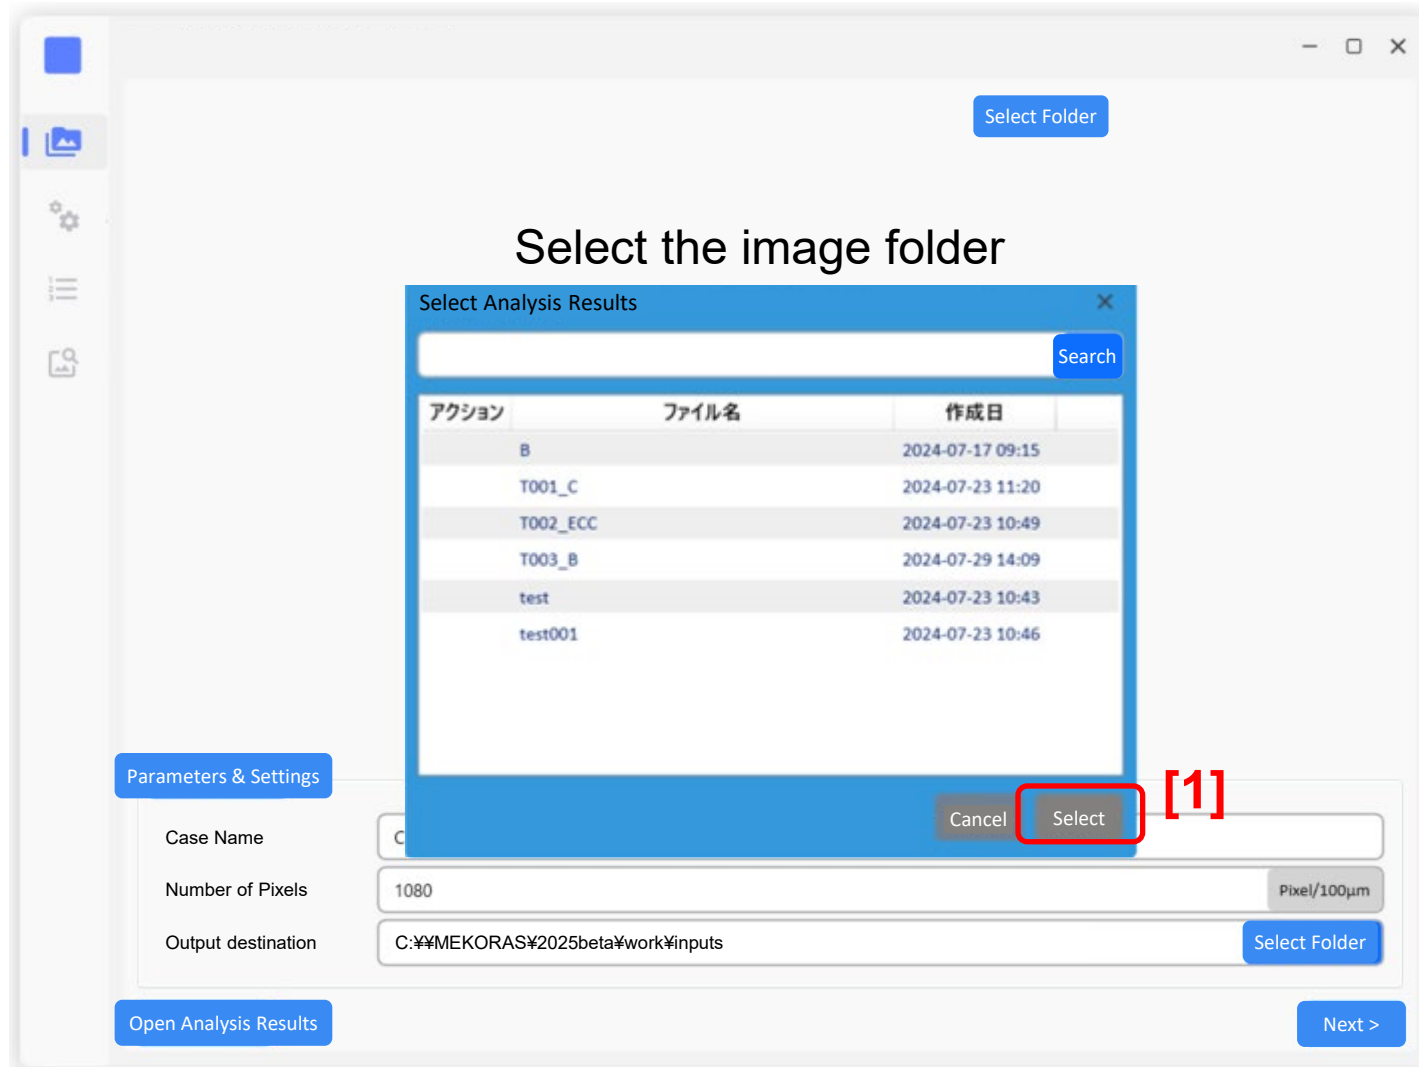 Select Folder
Select the image folder
Select Analysis Results
Search
アクション ファイル名 作成日
B 2024-07-17 09:15
T001_C 2024-07-23 11:20
T002_ECC 2024-07-23 10:49
T003_B 2024-07-29 14:09
test 2024-07-23 10:43
test001 2024-07-23 10:46
Parameters & Settings
Cancel Select [1]
Case Name C
Number of Pixels 1080 Pixel/100μm
Output destination C:¥¥MEKORAS¥2025beta¥work¥inputs Select Folder
Open Analysis Results Next >